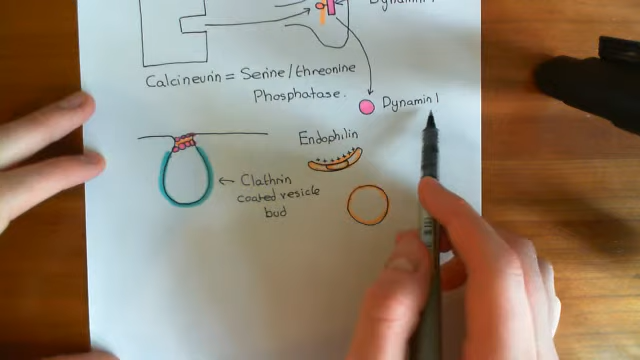 Dynamin 1
Calcineurin = Serine/threonine
Phosphatase.
Dynamin 1
Endophilin
+ + + + + +
← Clathrin
coated vesicle
bud